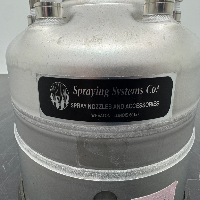 Spraying Systems Co.®
SPRAY NOZZLES AND ACCESSORIES